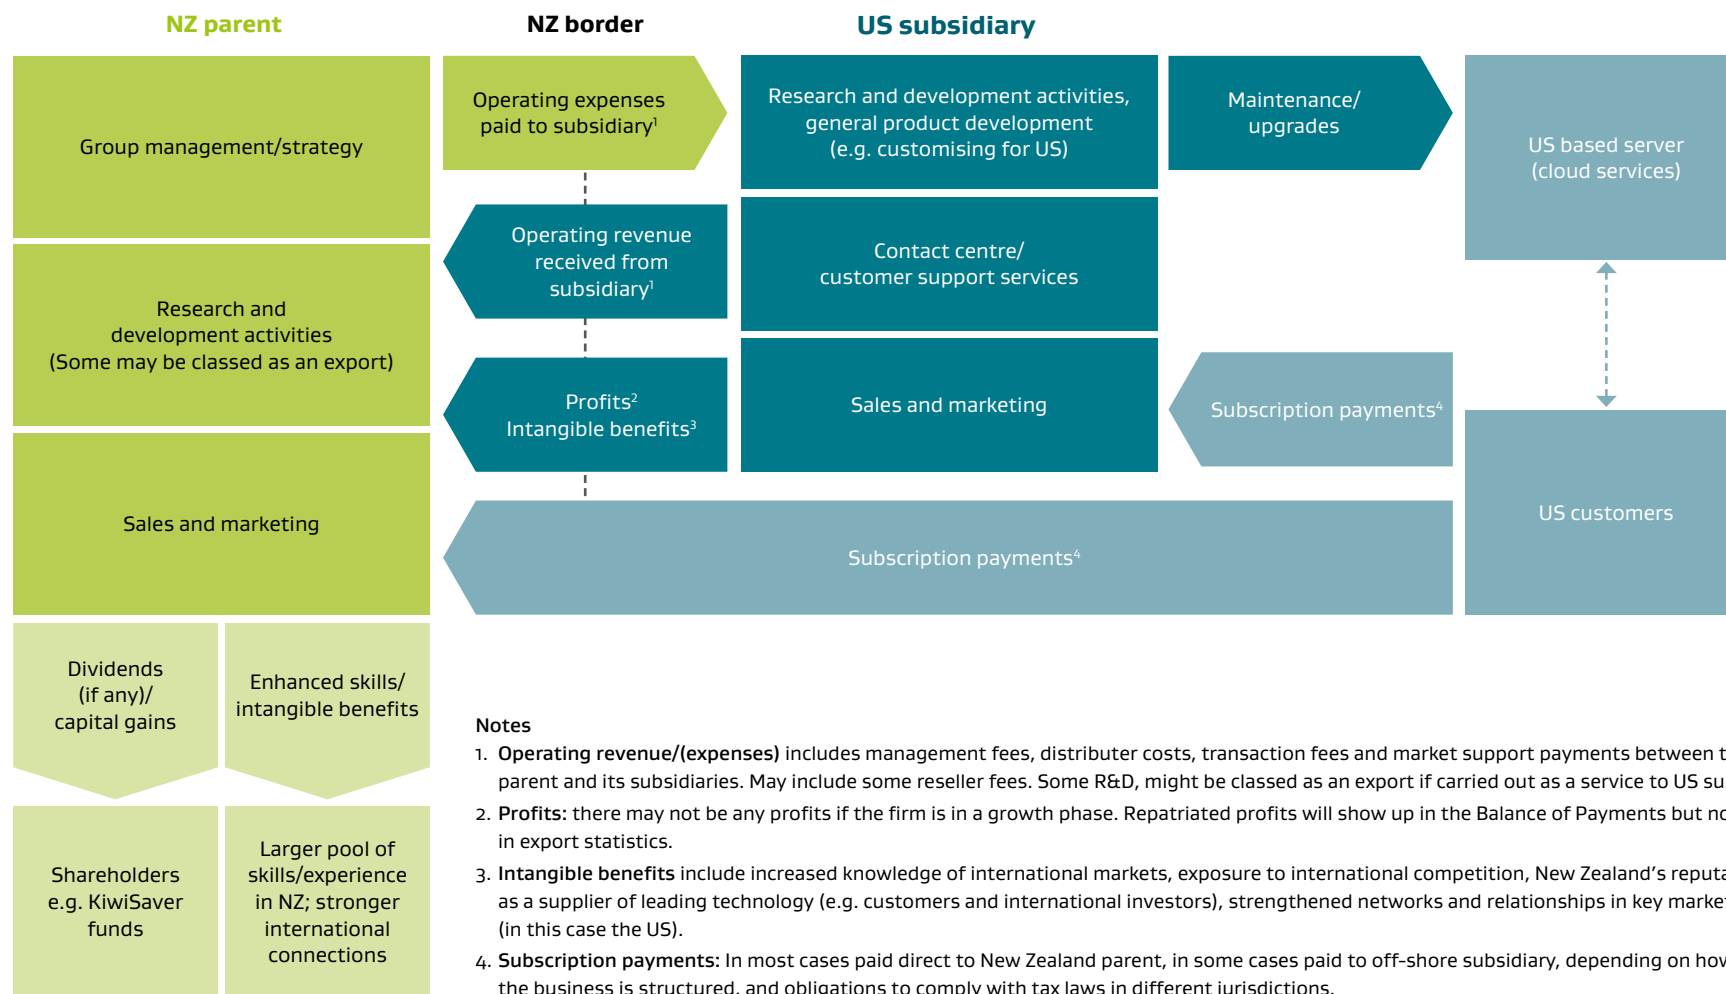 NZ parent
NZ border
US subsidiary
Group management/strategy
Research and
development activities
(Some may be classed as an export)
Sales and marketing
Dividends
(if any)/
capital gains
Enhanced skills/
intangible benefits
Shareholders
e.g. KiwiSaver
funds
Larger pool of
skills/experience
in NZ; stronger
international
connections
Operating expenses
paid to subsidiary¹
Operating revenue
received from
subsidiary¹
Profits²
Intangible benefits³
Research and development activities,
general product development
(e.g. customising for US)
Contact centre/
customer support services
Sales and marketing
Maintenance/
upgrades
Subscription payments⁴
Subscription payments⁴
US based server
(cloud services)
US customers
Notes
1. Operating revenue/(expenses) includes management fees, distributer costs, transaction fees and market support payments between
parent and its subsidiaries. May include some reseller fees. Some R&D, might be classed as an export if carried out as a service to US
2. Profits: there may not be any profits if the firm is in a growth phase. Repatriated profits will show up in the Balance of Payments but
in export statistics.
3. Intangible benefits include increased knowledge of international markets, exposure to international competition, New Zealand's
as a supplier of leading technology (e.g. customers and international investors), strengthened networks and relationships in key
(in this case the US).
4. Subscription payments: In most cases paid direct to New Zealand parent, in some cases paid to off-shore subsidiary, depending on how
the business is structured, and obligations to comply with tax laws in different jurisdictions.